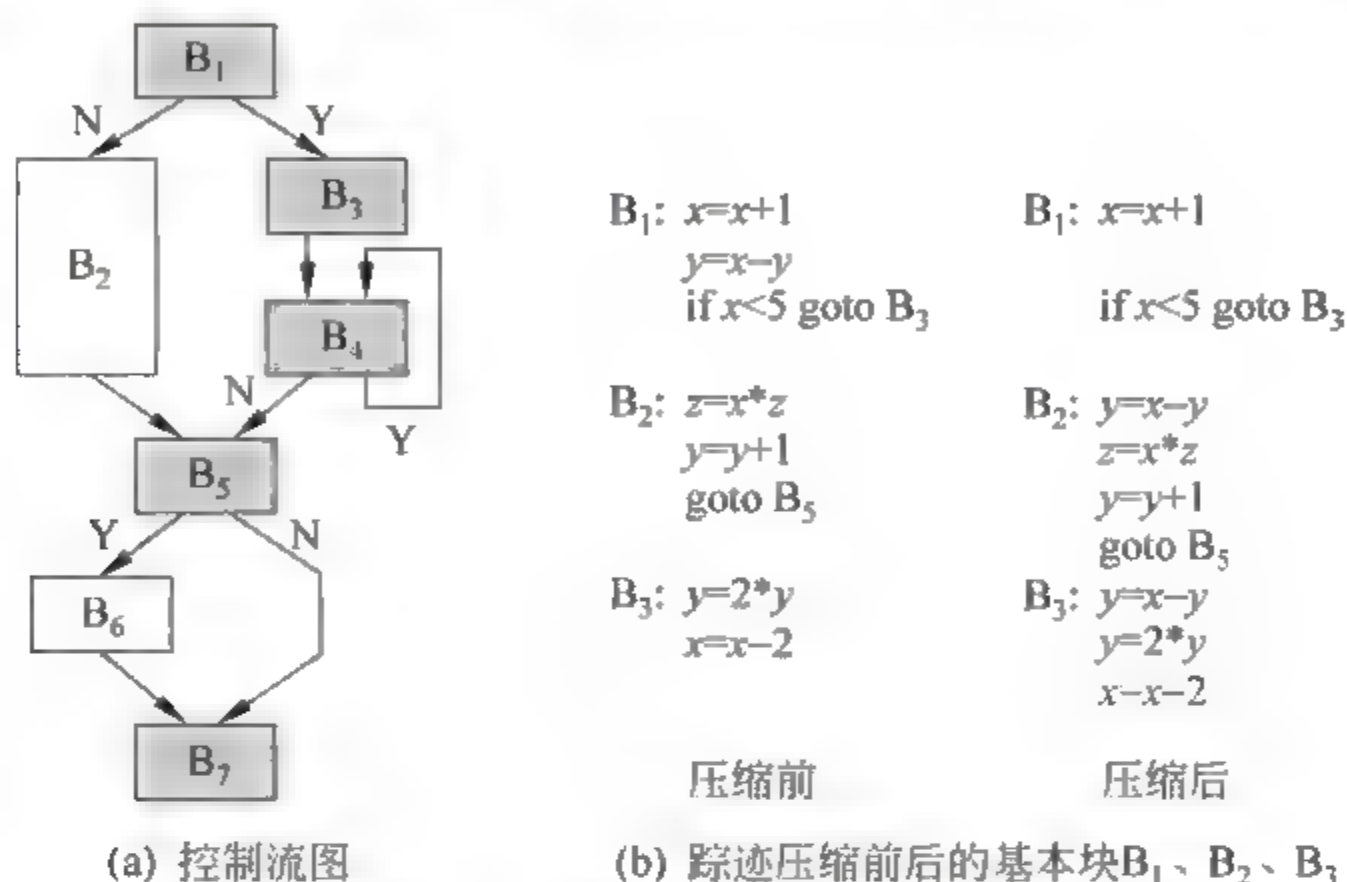 B₁
N Y
B₃
B₂
B₄
N
Y
B₅
Y N
B₆
B₇
(a) 控制流图
B₁: x=x+1
y=x–y
if x<5 goto B₃
B₂: z=x*z
y=y+1
goto B₅
B₃: y=2*y
x=x–2
压缩前
B₁: x=x+1
if x<5 goto B₃
B₂: y=x–y
z=x*z
y=y+1
goto B₅
B₃: y=x–y
y=2*y
x–x–2
压缩后
(b) 踪迹压缩前后的基本块B₁、B₂、B₃